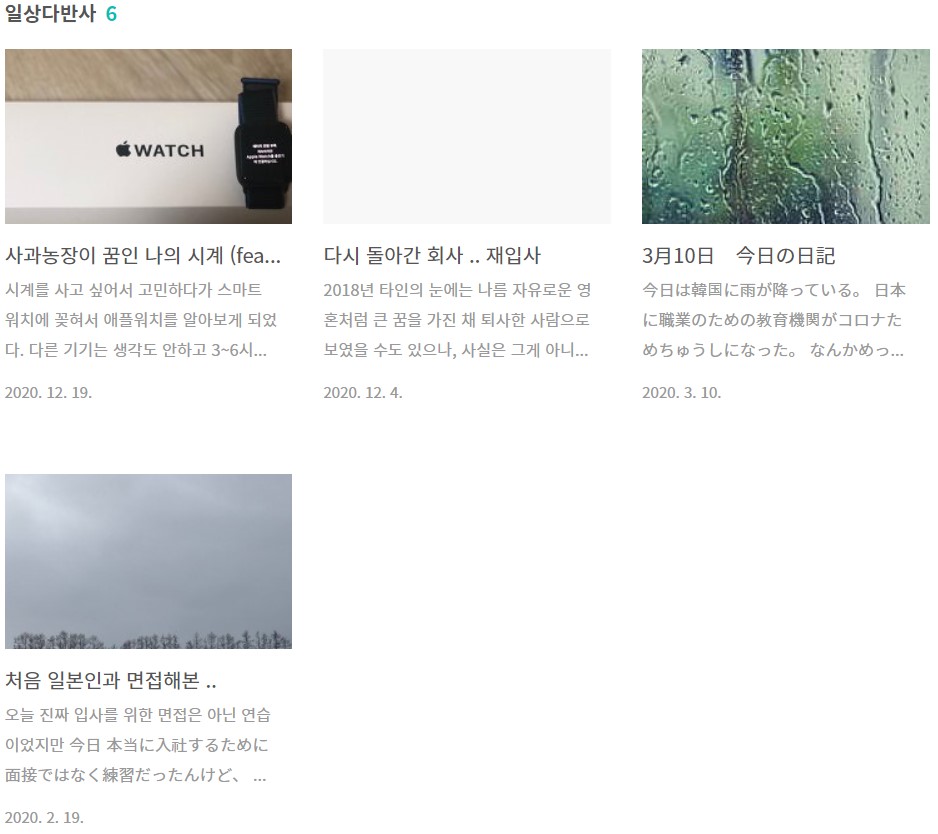 일상다반사 6
WATCH
사과농장이 꿈인 나의 시계 (fea...
시계를 사고 싶어서 고민하다가 스마트
워치에 꽂혀서 애플워치를 알아보게 되었
다. 다른 기기는 생각도 안하고 3~6시...
2020. 12. 19.
다시 돌아간 회사 .. 재입사
2018년 타인의 눈에는 나름 자유로운 영
혼처럼 큰 꿈을 가진 채 퇴사한 사람으로
보였을 수도 있으나, 사실은 그게 아니...
2020. 12. 4.
3月10日　今日の日記
今日は韓国に雨が降っている。 日本
に職業のための教育機関がコロナた
めちゅうしになった。 なんかめっ...
2020. 3. 10.
처음 일본인과 면접해본 ..
오늘 진짜 입사를 위한 면접은 아닌 연습
이었지만 今日 本当に入社するために
面接ではなく練習だったんけど、 ...
2020. 2. 19.